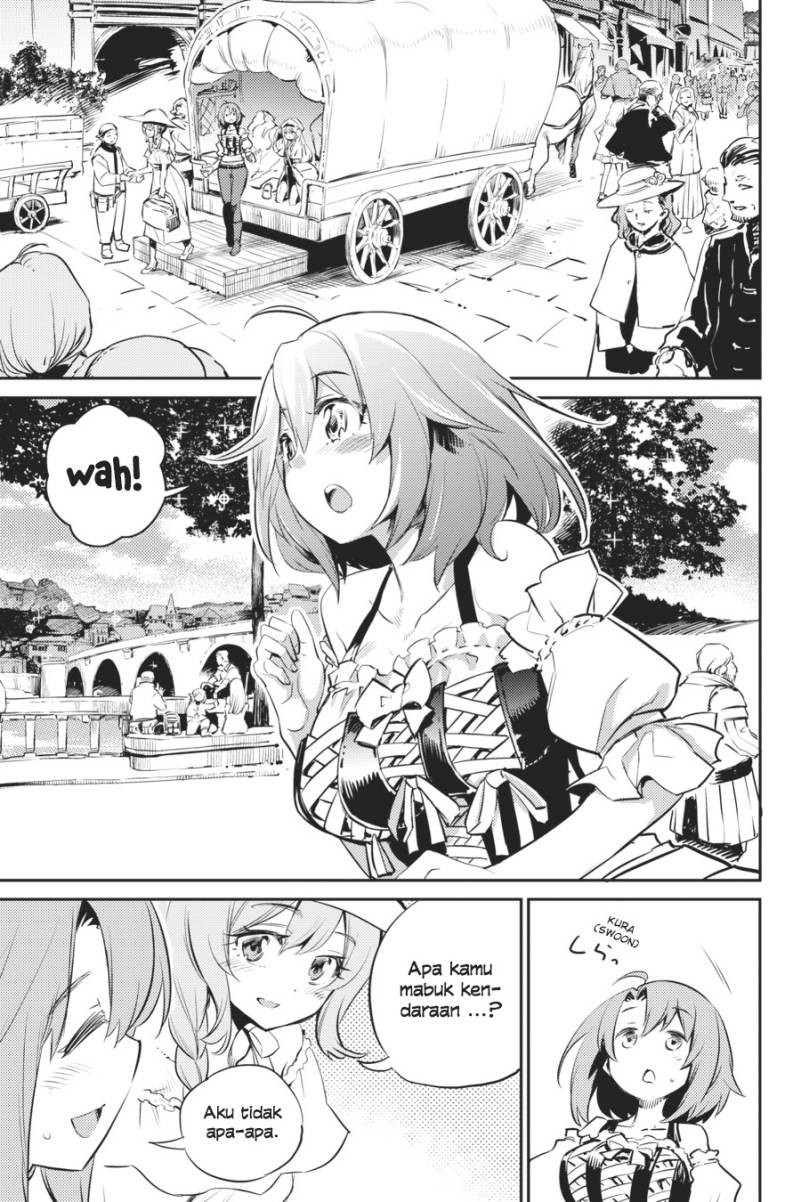 wah!
KURA
(SWOON)
くらっ
Apa kamu
mabuk ken-
daraan ...?
Aku tidak
apa-apa.